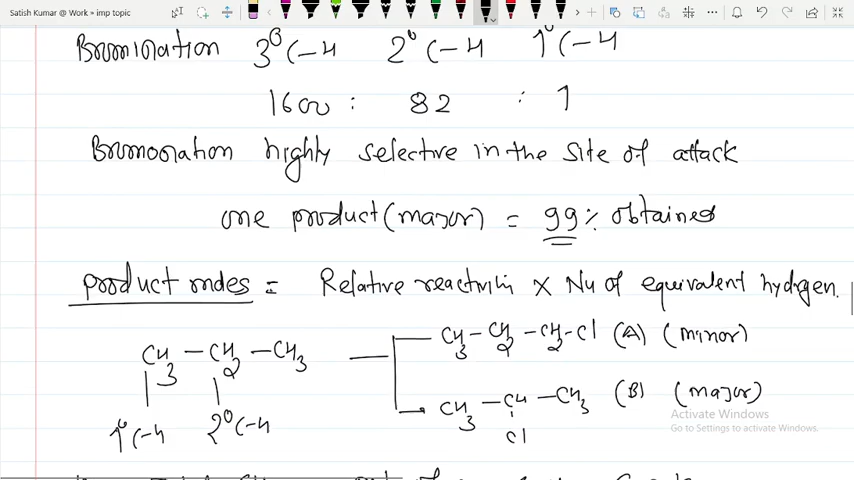 Satish Kumar @ Work » imp topic
Bromination 3° C-H 2° C-H 1° C-H
1600 : 82 : 1
Bromonation highly selective in the site of attack
one product (major) = 99% obtained
product ratio = Relative reactivity × No of equivalent hydrogen.
CH3 - CH2 - CH3
CH3 - CH2 - CH2 - Cl (A) (minor)
CH3 - CH - CH3 (B) (major)
Cl
1° C-H 2° C-H
Activate Windows
Go to Settings to activate Windows.